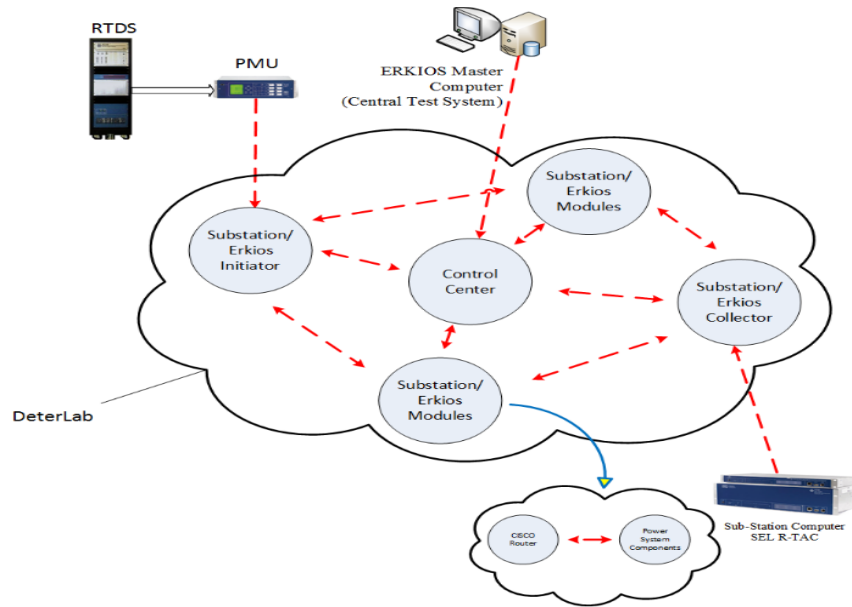 RTDS
PMU
ERKIOS Master
Computer
(Central Test System)
Substation/
Erkios
Modules
Substation/
Erkios
Initiator
Control
Center
Substation/
Erkios
Collector
Substation/
Erkios
Modules
DeterLab
CISCO
Router
Power
System
Components
Sub-Station Computer
SEL R-TAC